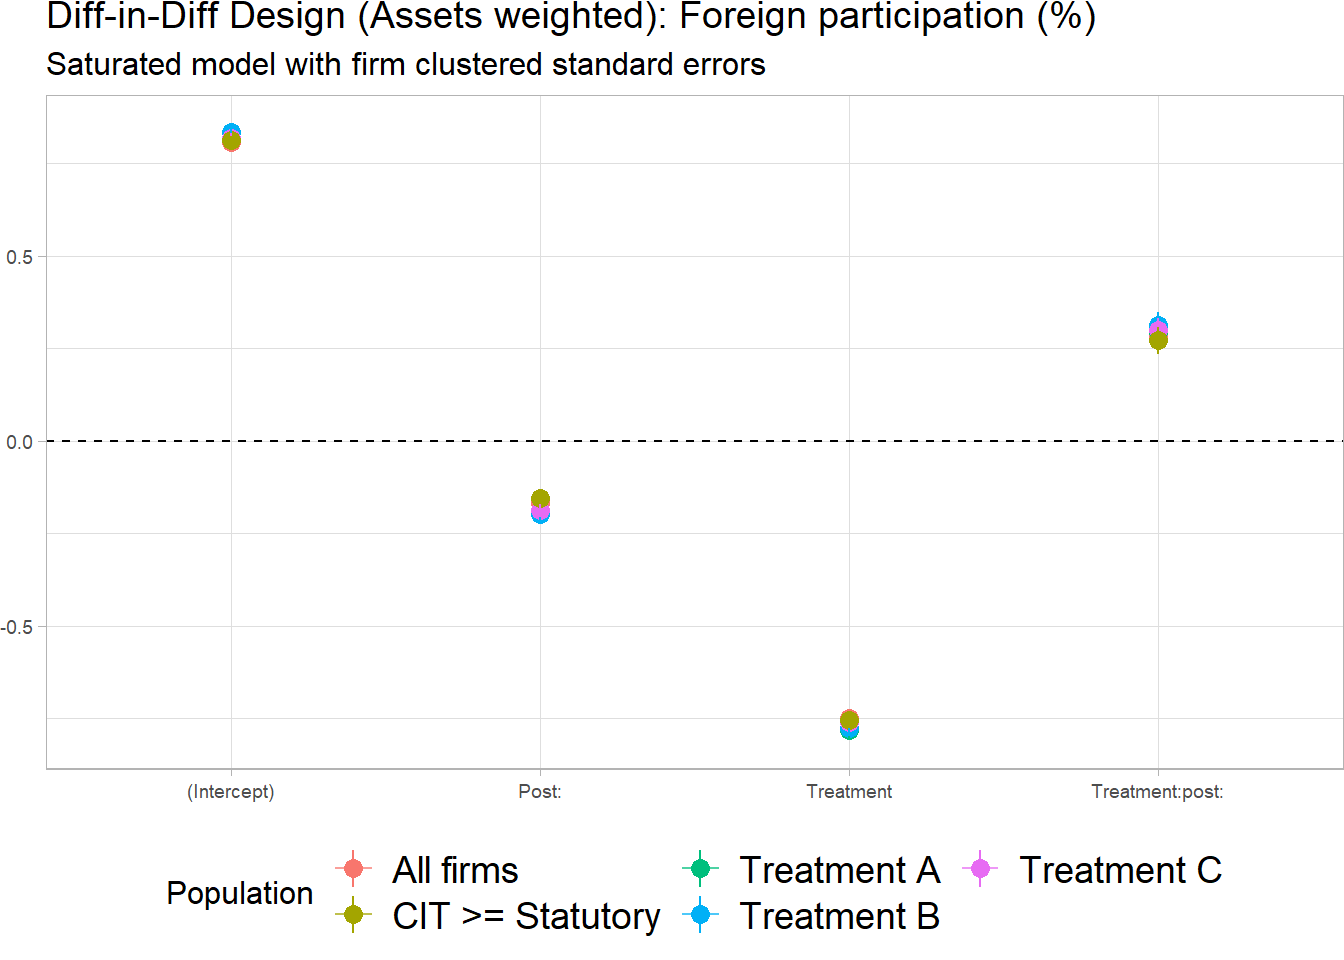 Diff-in-Diff Design (Assets weighted): Foreign participation (%)
Saturated model with firm clustered standard errors
0.5
0.0
-0.5
(Intercept)
Post:
Treatment
Treatment:post:
Population
All firms
CIT >= Statutory
Treatment A
Treatment B
Treatment C